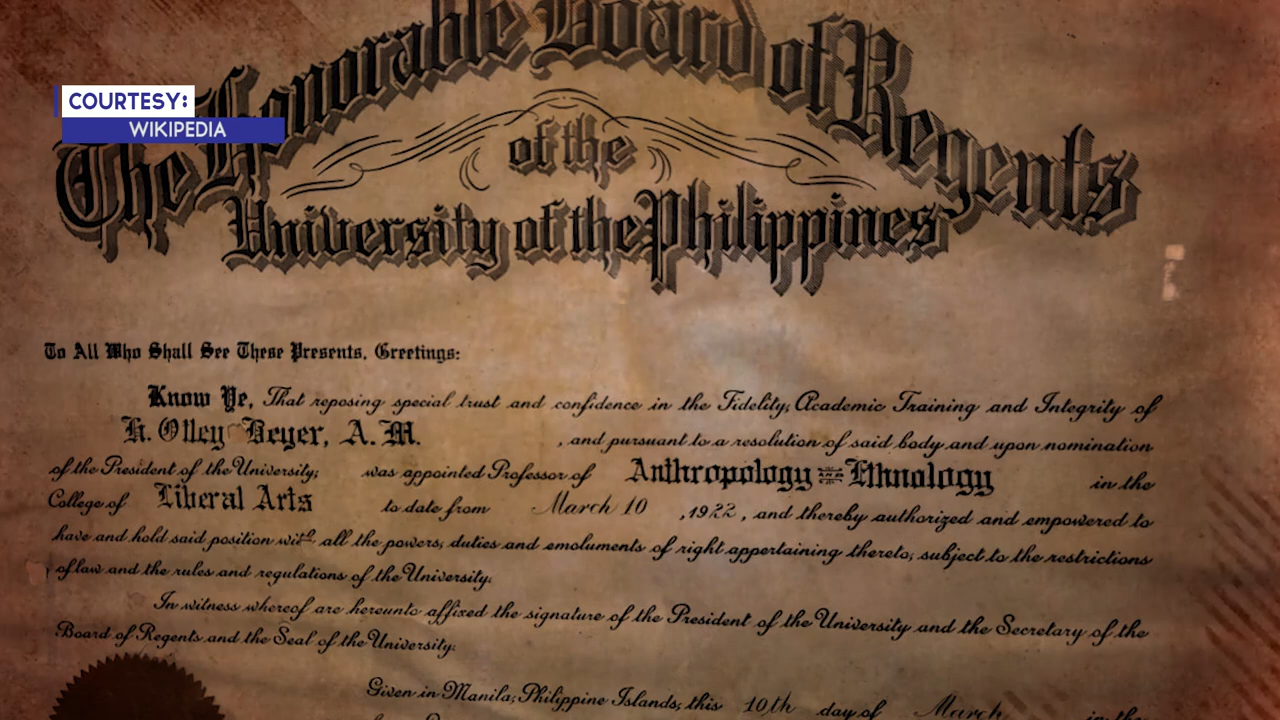 COURTESY:
WIKIPEDIA
The Honorable Board of Regents
of the
University of the Philippines
To All Who Shall See These Presents, Greetings:
Know Ye, That reposing special trust and confidence in the Fidelity, Academic Training and Integrity of
H. Otley Beyer, A. M. , and pursuant to a resolution of said body and upon nomination
of the President of the University; was appointed Professor of Anthropology AND Ethnology in the
College of Liberal Arts to date from March 10 , 1922 , and thereby authorized and empowered to
have and hold said position with all the powers, duties and emoluments of right appertaining thereto, subject to the restrictions
of law and the rules and regulations of the University.
In witness whereof are hereunto affixed the signature of the President of the University and the Secretary of the
Board of Regents and the Seal of the University.
Given in Manila, Philippine Islands, this 10th day of March in the